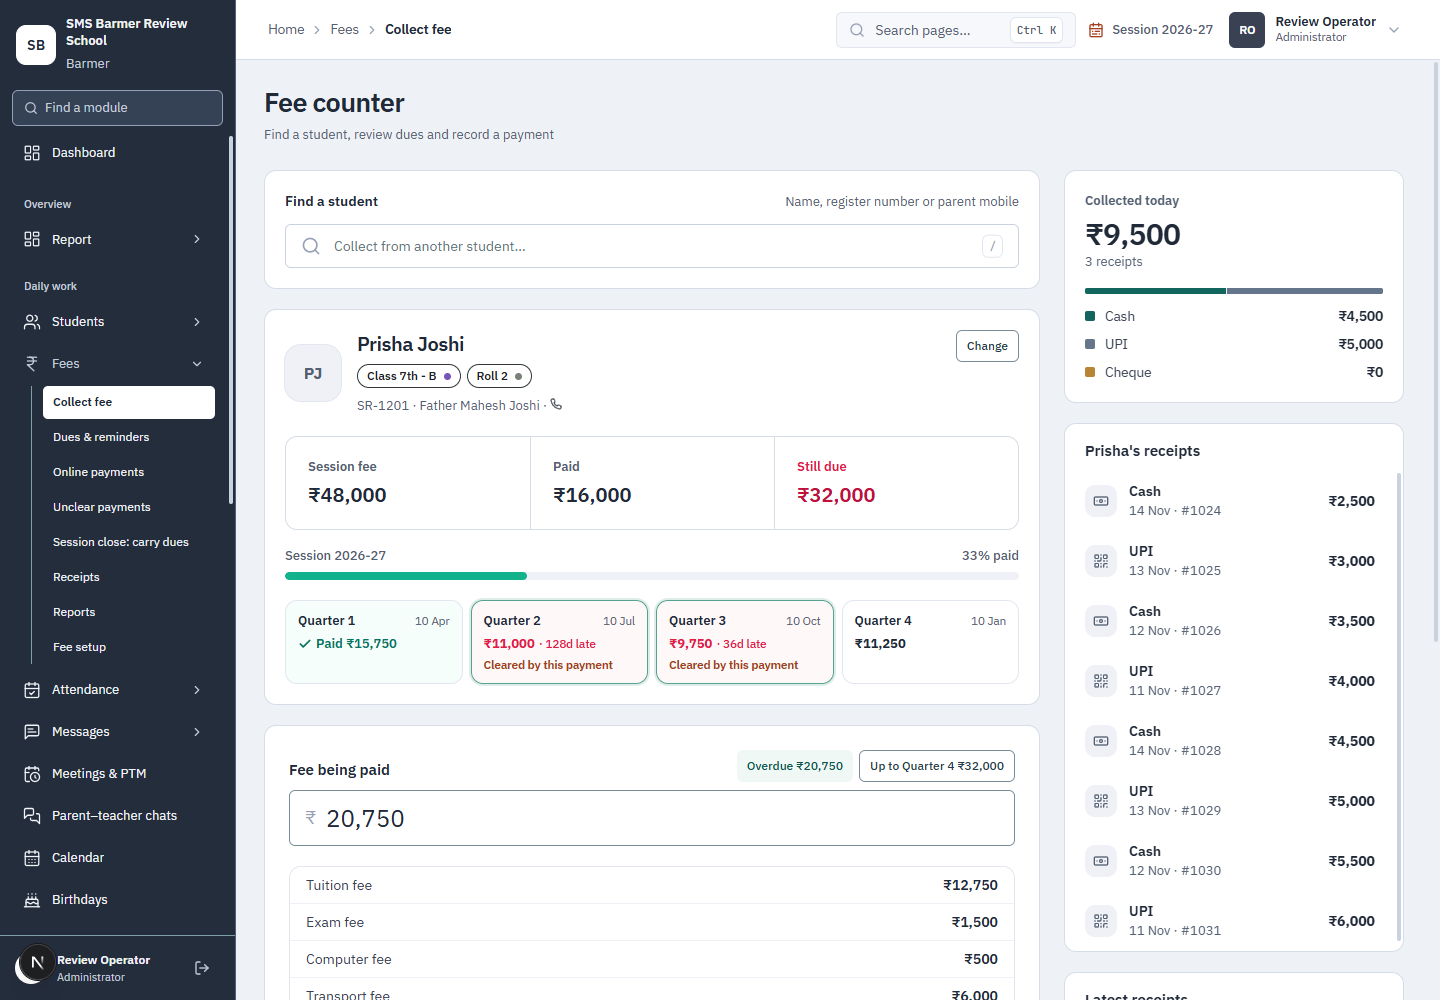 SB
SMS Barmer Review
School
Barmer
Find a module
Dashboard
Overview
Report
Daily work
Students
Fees
Collect fee
Dues & reminders
Online payments
Unclear payments
Session close: carry dues
Receipts
Reports
Fee setup
Attendance
Messages
Meetings & PTM
Parent–teacher chats
Calendar
Birthdays
N
Review Operator
Administrator
Home > Fees > Collect fee
Search pages... Ctrl K
Session 2026-27
RO
Review Operator
Administrator
Fee counter
Find a student, review dues and record a payment
Find a student
Name, register number or parent mobile
Collect from another student... /
PJ
Prisha Joshi
Change
Class 7th - B
Roll 2
SR-1201 · Father Mahesh Joshi ·
Session fee
₹48,000
Paid
₹16,000
Still due
₹32,000
Session 2026-27
33% paid
Quarter 1 10 Apr
Paid ₹15,750
Quarter 2 10 Jul
₹11,000 · 128d late
Cleared by this payment
Quarter 3 10 Oct
₹9,750 · 36d late
Cleared by this payment
Quarter 4 10 Jan
₹11,250
Fee being paid
Overdue ₹20,750
Up to Quarter 4 ₹32,000
₹ 20,750
Tuition fee ₹12,750
Exam fee ₹1,500
Computer fee ₹500
Transport fee ₹6,000
Collected today
₹9,500
3 receipts
Cash ₹4,500
UPI ₹5,000
Cheque ₹0
Prisha's receipts
Cash
14 Nov · #1024
₹2,500
UPI
13 Nov · #1025
₹3,000
Cash
12 Nov · #1026
₹3,500
UPI
11 Nov · #1027
₹4,000
Cash
14 Nov · #1028
₹4,500
UPI
13 Nov · #1029
₹5,000
Cash
12 Nov · #1030
₹5,500
UPI
11 Nov · #1031
₹6,000
Latest receipts